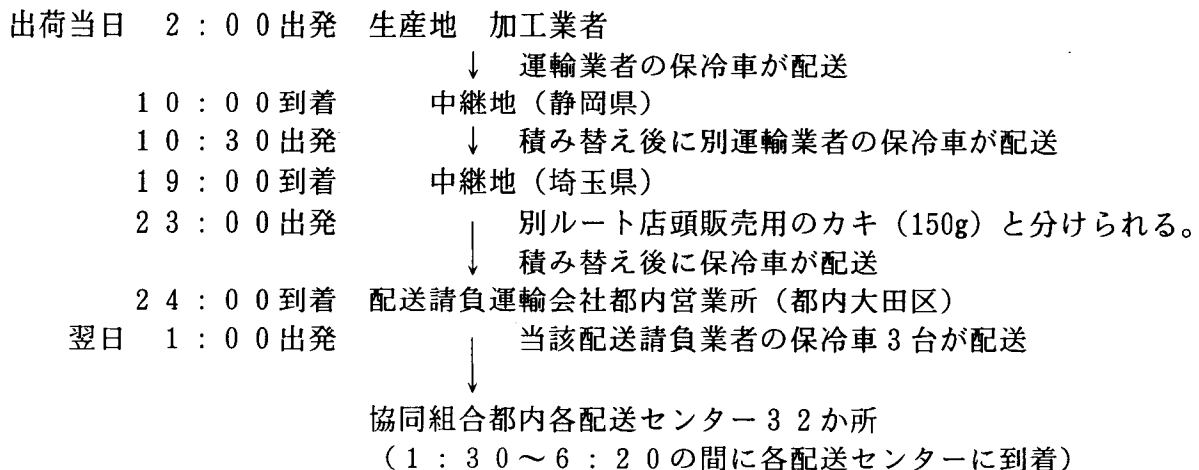 出荷当日 2:00出発 生産地 加工業者
↓ 運輸業者の保冷車が配送
10:00到着 中継地(静岡県)
10:30出発 ↓ 積み替え後に別運輸業者の保冷車が配送
19:00到着 中継地(埼玉県)
23:00出発 別ルート店頭販売用のカキ(150g)と分けられる。
↓ 積み替え後に保冷車が配送
24:00到着 配送請負運輸会社都内営業所(都内大田区)
翌日 1:00出発 当該配送請負業者の保冷車3台が配送
↓
協同組合都内各配送センター32か所
(1:30~6:20の間に各配送センターに到着)